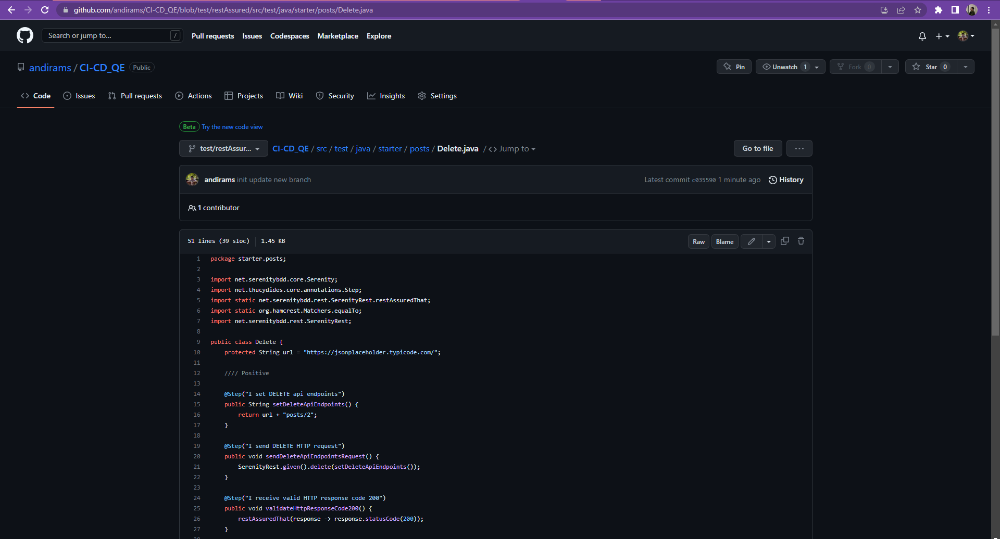 github.com/andirams/CI-CD_QE/blob/test/restAssured/src/test/java/starter/posts/Delete.java
Search or jump to... / Pull requests Issues Codespaces Marketplace Explore
andirams / CI-CD_QE Public Pin Unwatch 1 Fork 0 Star 0
Code Issues Pull requests Actions Projects Wiki Security Insights Settings
Beta Try the new code view
test/restAssur... CI-CD_QE / src / test / java / starter / posts / Delete.java / <> Jump to Go to file ...
andirams init update new branch Latest commit c035590 1 minute ago History
1 contributor
51 lines (39 sloc) 1.45 KB Raw Blame
1 package starter.posts;
2
3 import net.serenitybdd.core.Serenity;
4 import net.thucydides.core.annotations.Step;
5 import static net.serenitybdd.rest.SerenityRest.restAssuredThat;
6 import static org.hamcrest.Matchers.equalTo;
7 import net.serenitybdd.rest.SerenityRest;
8
9 public class Delete {
10 protected String url = "https://jsonplaceholder.typicode.com/";
11
12 //// Positive
13
14 @Step("I set DELETE api endpoints")
15 public String setDeleteApiEndpoints() {
16 return url + "posts/2";
17 }
18
19 @Step("I send DELETE HTTP request")
20 public void sendDeleteApiEndpointsRequest() {
21 SerenityRest.given().delete(setDeleteApiEndpoints());
22 }
23
24 @Step("I receive valid HTTP response code 200")
25 public void validateHttpResponseCode200() {
26 restAssuredThat(response -> response.statusCode(200));
27 }